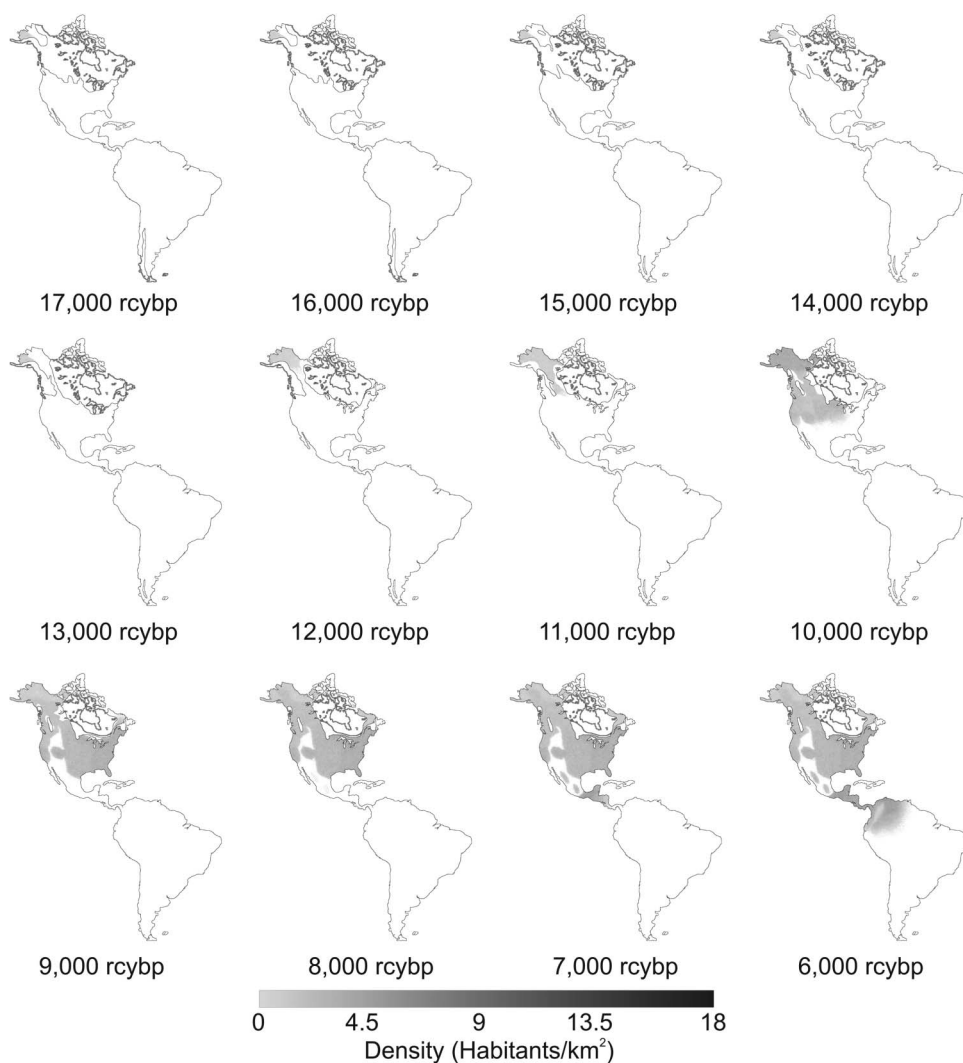 17,000 rcybp
16,000 rcybp
15,000 rcybp
14,000 rcybp
13,000 rcybp
12,000 rcybp
11,000 rcybp
10,000 rcybp
9,000 rcybp
8,000 rcybp
7,000 rcybp
6,000 rcybp
0 4.5 9 13.5 18
Density (Habitants/km²)